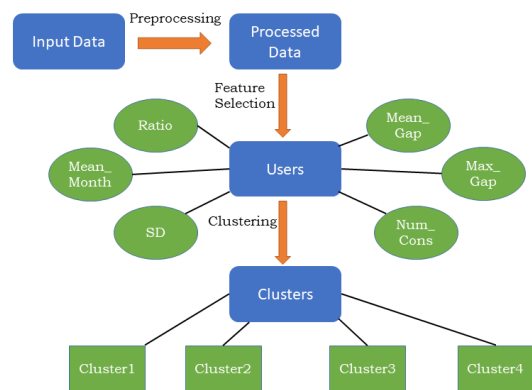 Preprocessing
Input Data
Processed
Data
Feature
Selection
Ratio
Mean_
Gap
Mean_
Month
Users
Max_
Gap
SD
Clustering
Num_
Cons
Clusters
Cluster1
Cluster2
Cluster3
Cluster4